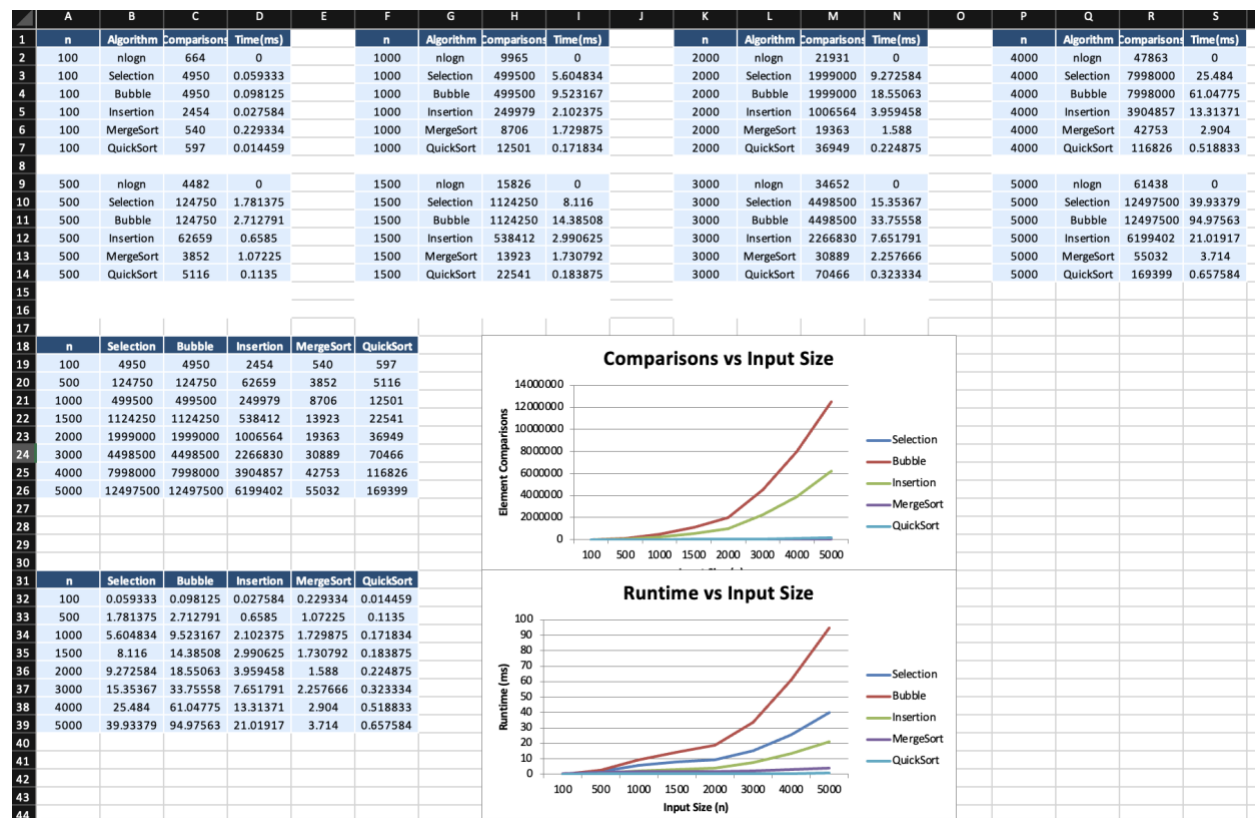 A B C D E F G H I J K L M N O P Q R S
1 n Algorithm Comparisons Time(ms) n Algorithm Comparisons Time(ms) n Algorithm Comparisons Time(ms) n Algorithm Comparisons Time(ms)
2 100 nlogn 664 0 1000 nlogn 9965 0 2000 nlogn 21931 0 4000 nlogn 47863 0
3 100 Selection 4950 0.059333 1000 Selection 499500 5.604834 2000 Selection 1999000 9.272584 4000 Selection 7998000 25.484
4 100 Bubble 4950 0.098125 1000 Bubble 499500 9.523167 2000 Bubble 1999000 18.55063 4000 Bubble 7998000 61.04775
5 100 Insertion 2454 0.027584 1000 Insertion 249979 2.102375 2000 Insertion 1006564 3.959458 4000 Insertion 3904857 13.31371
6 100 MergeSort 540 0.229334 1000 MergeSort 8706 1.729875 2000 MergeSort 19363 1.588 4000 MergeSort 42753 2.904
7 100 QuickSort 597 0.014459 1000 QuickSort 12501 0.171834 2000 QuickSort 36949 0.224875 4000 QuickSort 116826 0.518833
8
9 500 nlogn 4482 0 1500 nlogn 15826 0 3000 nlogn 34652 0 5000 nlogn 61438 0
10 500 Selection 124750 1.781375 1500 Selection 1124250 8.116 3000 Selection 4498500 15.35367 5000 Selection 12497500 39.93379
11 500 Bubble 124750 2.712791 1500 Bubble 1124250 14.38508 3000 Bubble 4498500 33.75558 5000 Bubble 12497500 94.97563
12 500 Insertion 62659 0.6585 1500 Insertion 538412 2.990625 3000 Insertion 2266830 7.651791 5000 Insertion 6199402 21.01917
13 500 MergeSort 3852 1.07225 1500 MergeSort 13923 1.730792 3000 MergeSort 30889 2.257666 5000 MergeSort 55032 3.714
14 500 QuickSort 5116 0.1135 1500 QuickSort 22541 0.183875 3000 QuickSort 70466 0.323334 5000 QuickSort 169399 0.657584
15
16
17
18 n Selection Bubble Insertion MergeSort QuickSort
19 100 4950 4950 2454 540 597
20 500 124750 124750 62659 3852 5116
21 1000 499500 499500 249979 8706 12501
22 1500 1124250 1124250 538412 13923 22541
23 2000 1999000 1999000 1006564 19363 36949
24 3000 4498500 4498500 2266830 30889 70466
25 4000 7998000 7998000 3904857 42753 116826
26 5000 12497500 12497500 6199402 55032 169399
27
28
29
30
31 n Selection Bubble Insertion MergeSort QuickSort
32 100 0.059333 0.098125 0.027584 0.229334 0.014459
33 500 1.781375 2.712791 0.6585 1.07225 0.1135
34 1000 5.604834 9.523167 2.102375 1.729875 0.171834
35 1500 8.116 14.38508 2.990625 1.730792 0.183875
36 2000 9.272584 18.55063 3.959458 1.588 0.224875
37 3000 15.35367 33.75558 7.651791 2.257666 0.323334
38 4000 25.484 61.04775 13.31371 2.904 0.518833
39 5000 39.93379 94.97563 21.01917 3.714 0.657584
40
41
42
43
44
Comparisons vs Input Size
Element Comparisons
14000000
12000000
10000000
8000000
6000000
4000000
2000000
0
100 500 1000 1500 2000 3000 4000 5000
Selection
Bubble
Insertion
MergeSort
QuickSort
Runtime vs Input Size
Runtime (ms)
100
90
80
70
60
50
40
30
20
10
0
100 500 1000 1500 2000 3000 4000 5000
Input Size (n)
Selection
Bubble
Insertion
MergeSort
QuickSort